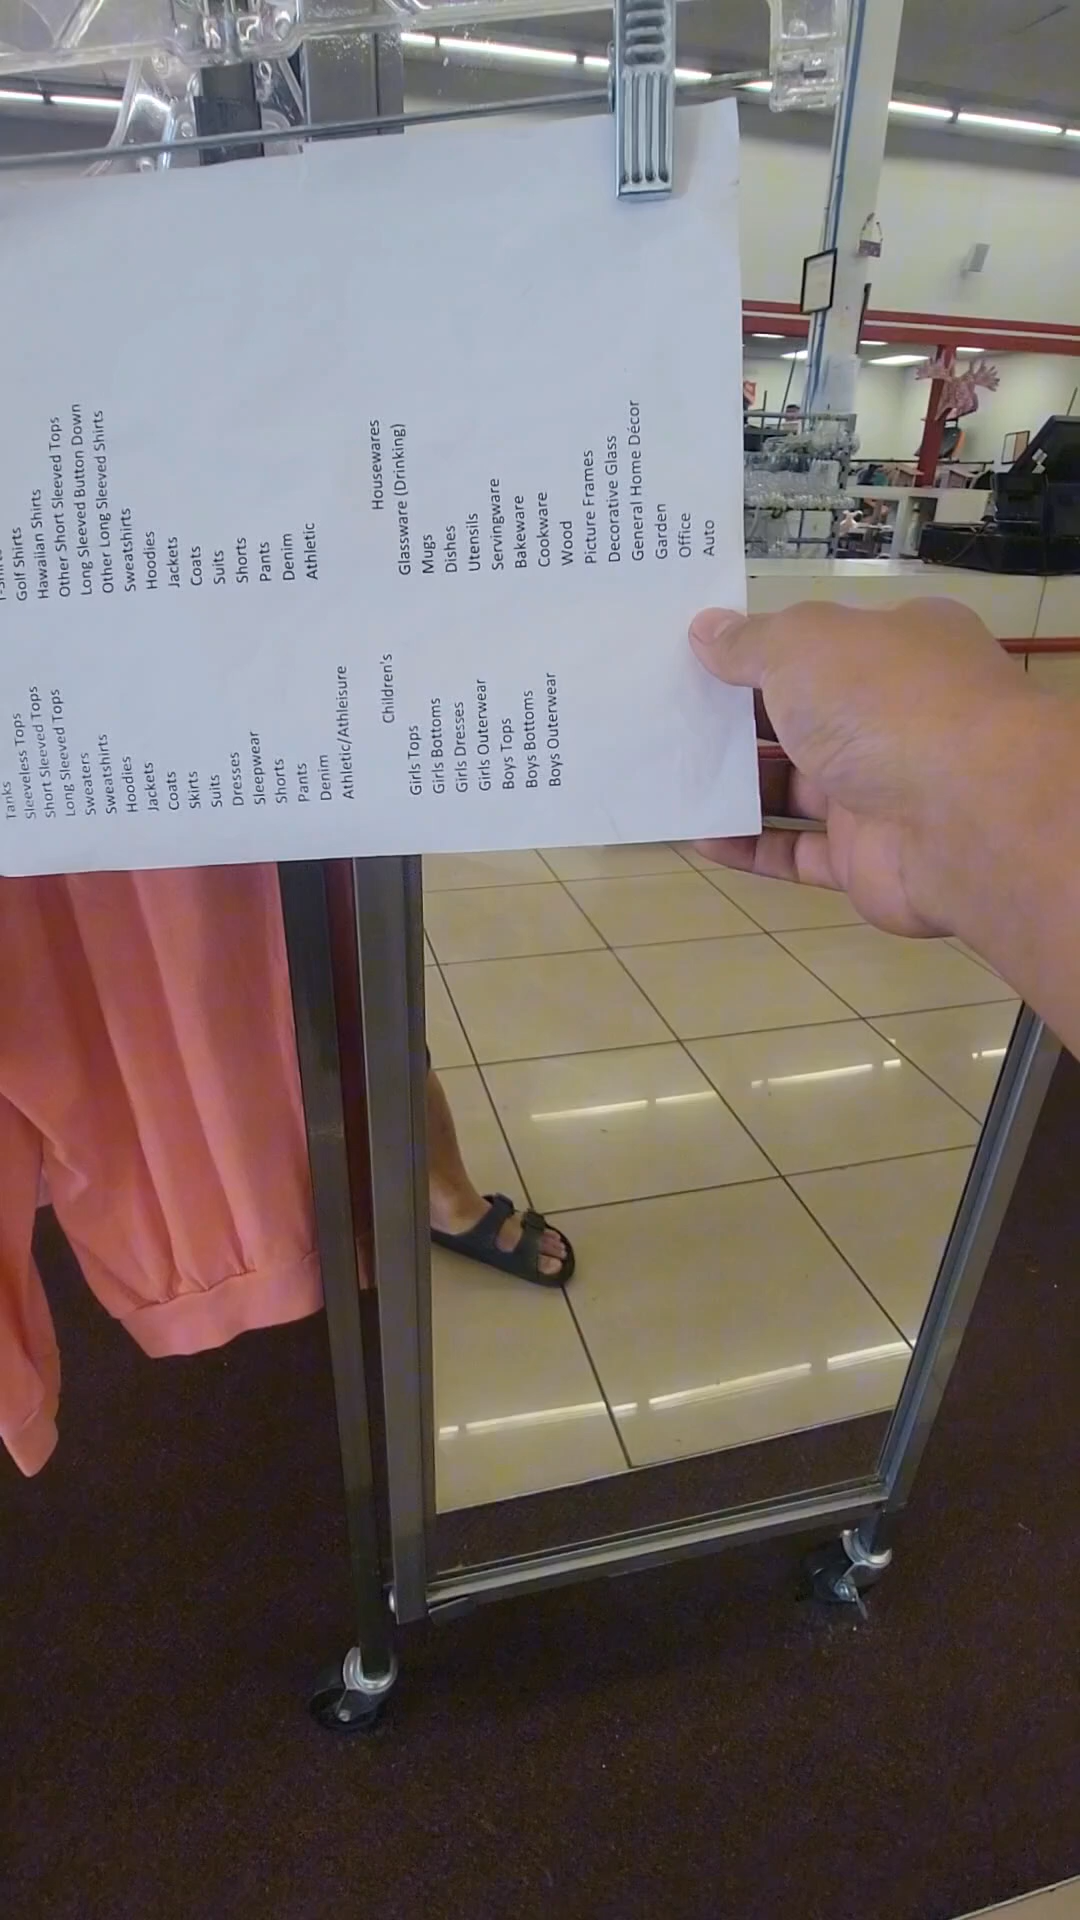 Tanks
Sleeveless Tops
Short Sleeved Tops
Long Sleeved Tops
Sweaters
Sweatshirts
Hoodies
Jackets
Coats
Skirts
Suits
Dresses
Sleepwear
Shorts
Pants
Denim
Athletic/Athleisure
Golf Shirts
Hawaiian Shirts
Other Short Sleeved Tops
Long Sleeved Button Down
Other Long Sleeved Shirts
Sweatshirts
Hoodies
Jackets
Coats
Suits
Shorts
Pants
Denim
Athletic
Children's
Girls Tops
Girls Bottoms
Girls Dresses
Girls Outerwear
Boys Tops
Boys Bottoms
Boys Outerwear
Housewares
Glassware (Drinking)
Mugs
Dishes
Utensils
Servingware
Bakeware
Cookware
Wood
Picture Frames
Decorative Glass
General Home Décor
Garden
Office
Auto